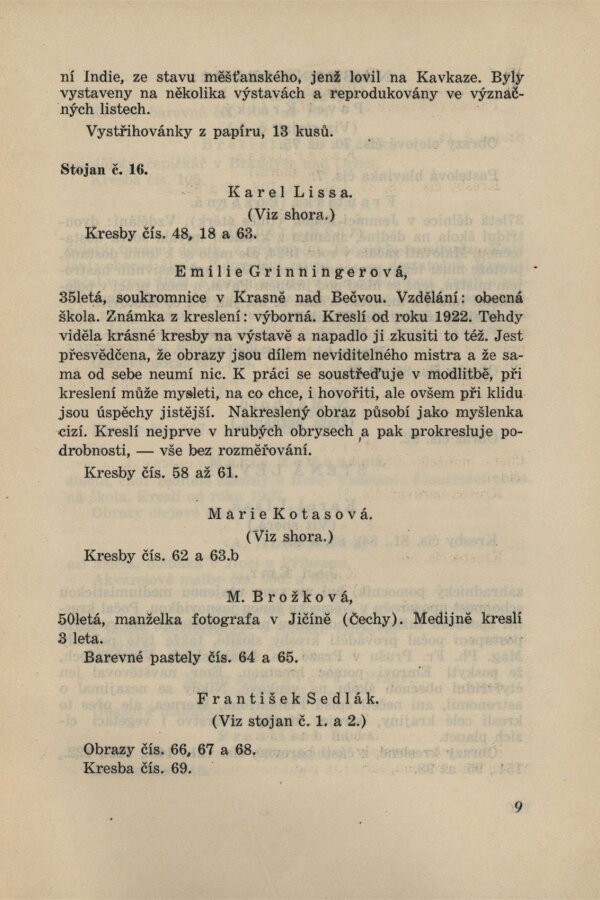 ní Indie, ze stavu měšťanského, jenž lovil na Kavkaze. Byly
vystaveny na několika výstavách a reprodukovány ve význač-
ných listech.
Vystřihovánky z papíru, 13 kusů.
Stojan č. 16.
Karel Lissa.
(Viz shora.)
Kresby čís. 48, 18 a 63.
Emilie Grinningerová,
35letá, soukromnice v Krasně nad Bečvou. Vzdělání: obecná
škola. Známka z kreslení: výborná. Kreslí od roku 1922. Tehdy
viděla krásné kresby na výstavě a napadlo ji zkusiti to též. Jest
přesvědčena, že obrazy jsou dílem neviditelného mistra a že sa-
ma od sebe neumí nic. K práci se soustřeďuje v modlitbě, při
kreslení může mysleti, na co chce, i hovořiti, ale ovšem při klidu
jsou úspěchy jistější. Nakreslený obraz působí jako myšlenka
cizí. Kreslí nejprve v hrubých obrysech a pak prokresluje po-
drobnosti, — vše bez rozměřování.
Kresby čís. 58 až 61.
Marie Kotasová.
(Viz shora.)
Kresby čís. 62 a 63.b
M. Brožková,
50letá, manželka fotografa v Jičíně (Čechy). Medijně kreslí
3 leta.
Barevné pastely čís. 64 a 65.
František Sedlák.
(Viz stojan č. 1. a 2.)
Obrazy čís. 66, 67 a 68.
Kresba čís. 69.
9